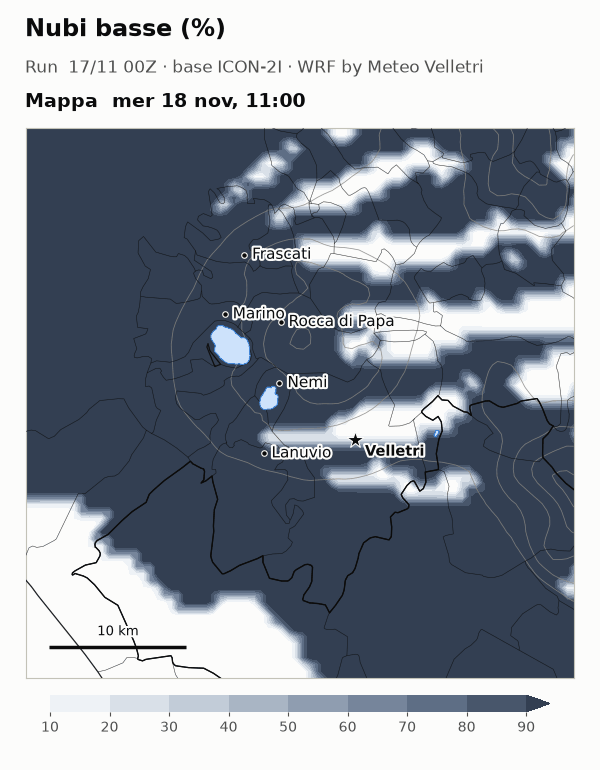 Nubi basse (%)
Run  17/11 00Z · base ICON-2I · WRF by Meteo Velletri
Mappa  mer 18 nov, 11:00
Frascati
Marino
Rocca di Papa
Nemi
Velletri
Lanuvio
10 km
10 20 30 40 50 60 70 80 90